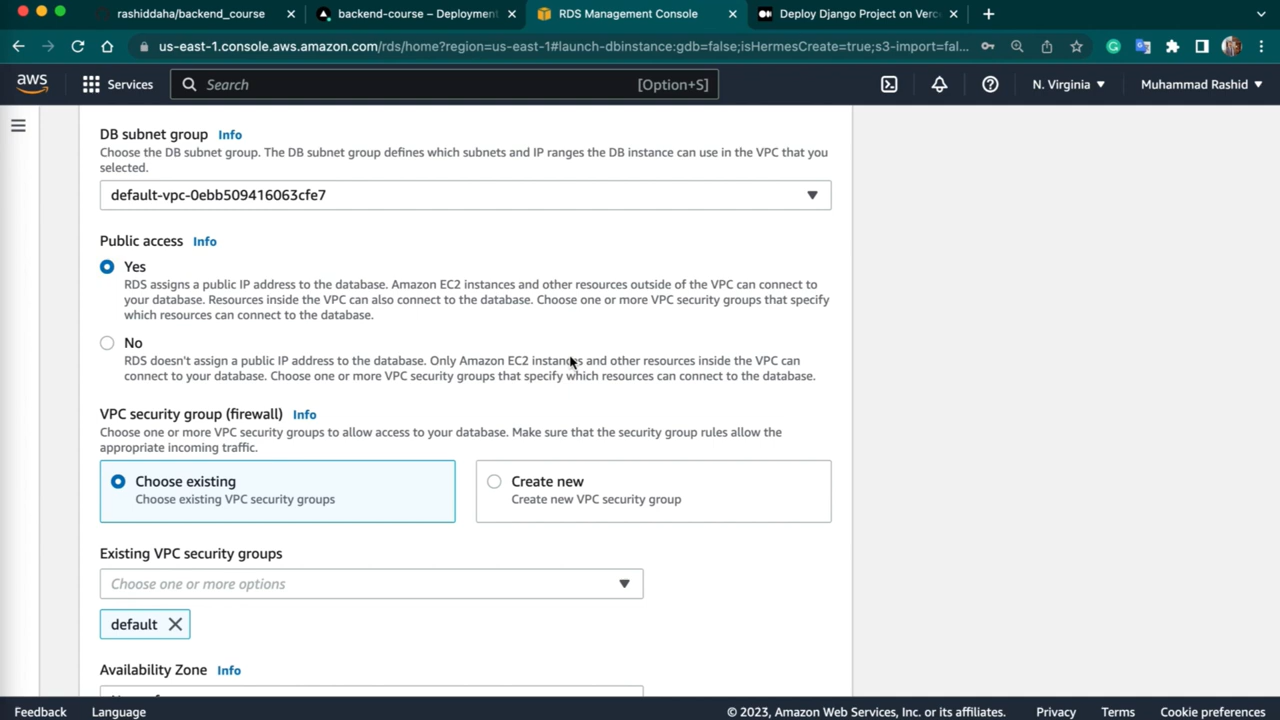 rashiddaha/backend_course
backend-course – Deployment
RDS Management Console
Deploy Django Project on Verc
us-east-1.console.aws.amazon.com/rds/home?region=us-east-1#launch-dbinstance:gdb=false;isHermesCreate=true;s3-import=fal...
aws
Services
Search
[Option+S]
N. Virginia
Muhammad Rashid
DB subnet group Info
Choose the DB subnet group. The DB subnet group defines which subnets and IP ranges the DB instance can use in the VPC that you
selected.
default-vpc-0ebb509416063cfe7
Public access Info
Yes
RDS assigns a public IP address to the database. Amazon EC2 instances and other resources outside of the VPC can connect to
your database. Resources inside the VPC can also connect to the database. Choose one or more VPC security groups that specify
which resources can connect to the database.
No
RDS doesn't assign a public IP address to the database. Only Amazon EC2 instances and other resources inside the VPC can
connect to your database. Choose one or more VPC security groups that specify which resources can connect to the database.
VPC security group (firewall) Info
Choose one or more VPC security groups to allow access to your database. Make sure that the security group rules allow the
appropriate incoming traffic.
Choose existing
Choose existing VPC security groups
Create new
Create new VPC security group
Existing VPC security groups
Choose one or more options
default
Availability Zone Info
Feedback
Language
© 2023, Amazon Web Services, Inc. or its affiliates.
Privacy
Terms
Cookie preferences